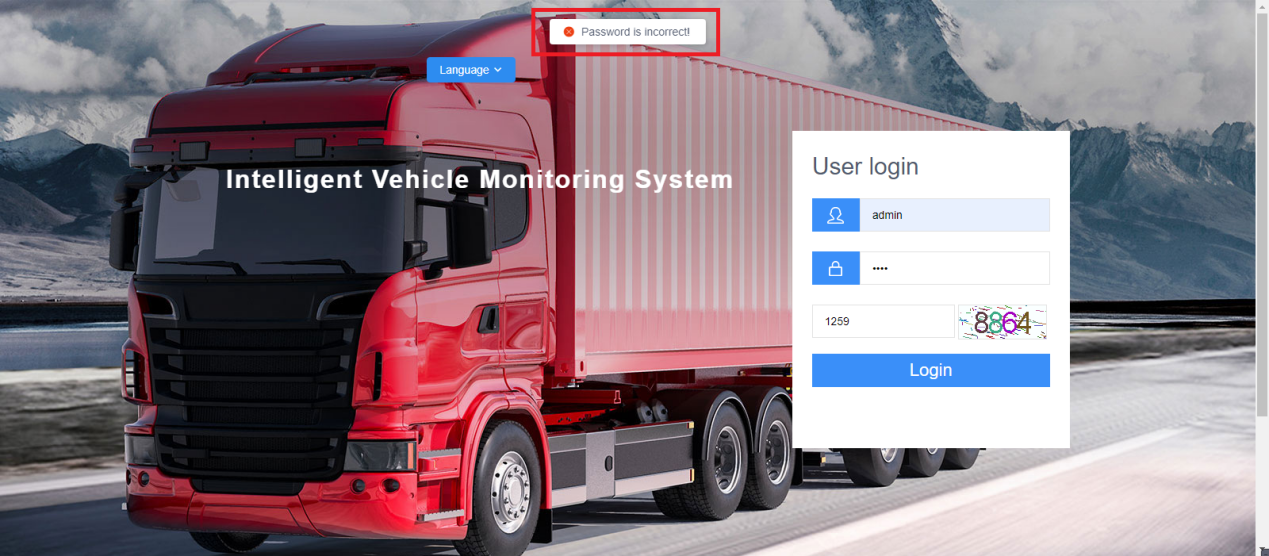 Password is incorrect!
Language
Intelligent Vehicle Monitoring System
User login
admin
••••
1259
8864
Login